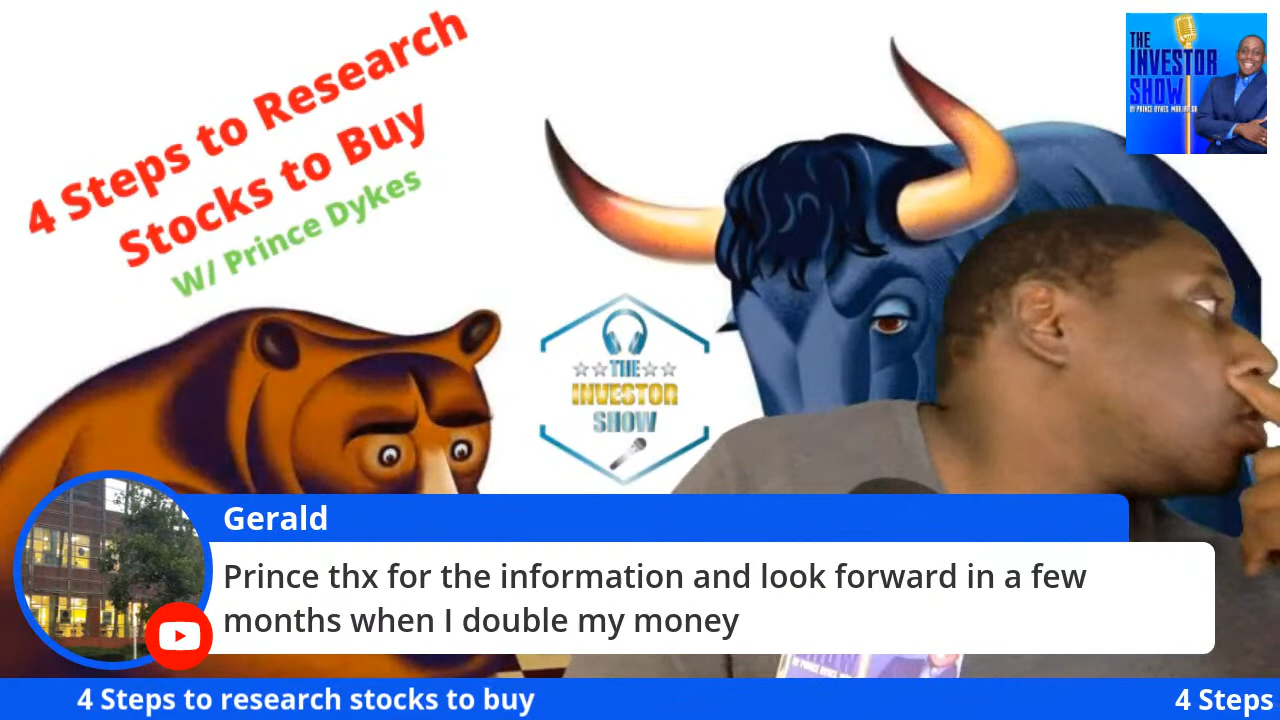 4 Steps to Research
Stocks to Buy
W/ Prince Dykes
THE
INVESTOR
SHOW
THE
INVESTOR
SHOW
Gerald
Prince thx for the information and look forward in a few
months when I double my money
4 Steps to research stocks to buy
4 Steps